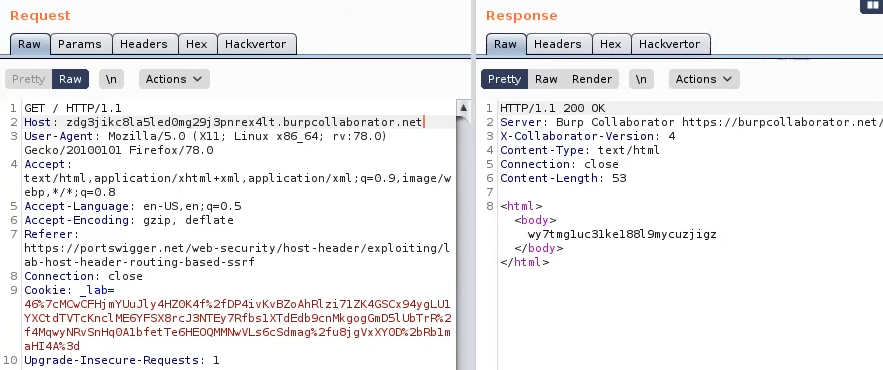 Request
Raw
Params
Headers
Hex
Hackvertor
Pretty
Raw
\n
Actions
1 GET / HTTP/1.1
2 Host: zdg3jikc8la5led0mg29j3pnrex4lt.burpcollaborator.net
3 User-Agent: Mozilla/5.0 (X11; Linux x86_64; rv:78.0)
Gecko/20100101 Firefox/78.0
4 Accept:
text/html,application/xhtml+xml,application/xml;q=0.9,image/w
ebp,*/*;q=0.8
5 Accept-Language: en-US,en;q=0.5
6 Accept-Encoding: gzip, deflate
7 Referer:
https://portswigger.net/web-security/host-header/exploiting/l
ab-host-header-routing-based-ssrf
8 Connection: close
9 Cookie: _lab=
46%7cMCwCFHjmYUuJly4HZ0K4f%2fDP4ivKvBZoAhRlzi71ZK4GSCx94ygLU1
YXCtdTVTcKnclME6YFSX8rcJ3NTEy7Rfbs1XTdEdb9cnMkgogGmD5lUbTrR%2
f4MqwyNRvSnHq0A1bfetTe6HEOQMMNwVLs6cSdmag%2fu8jgVxXY0D%2bRb1m
aHI4A%3d
10 Upgrade-Insecure-Requests: 1
Response
Raw
Headers
Hex
Hackvertor
Pretty
Raw
Render
\n
Actions
1 HTTP/1.1 200 OK
2 Server: Burp Collaborator https://burpcollaborator.net/
3 X-Collaborator-Version: 4
4 Content-Type: text/html
5 Connection: close
6 Content-Length: 53
7
8 <html>
<body>
wy7tmg1uc31ke188l9mycuzjigz
</body>
</html>